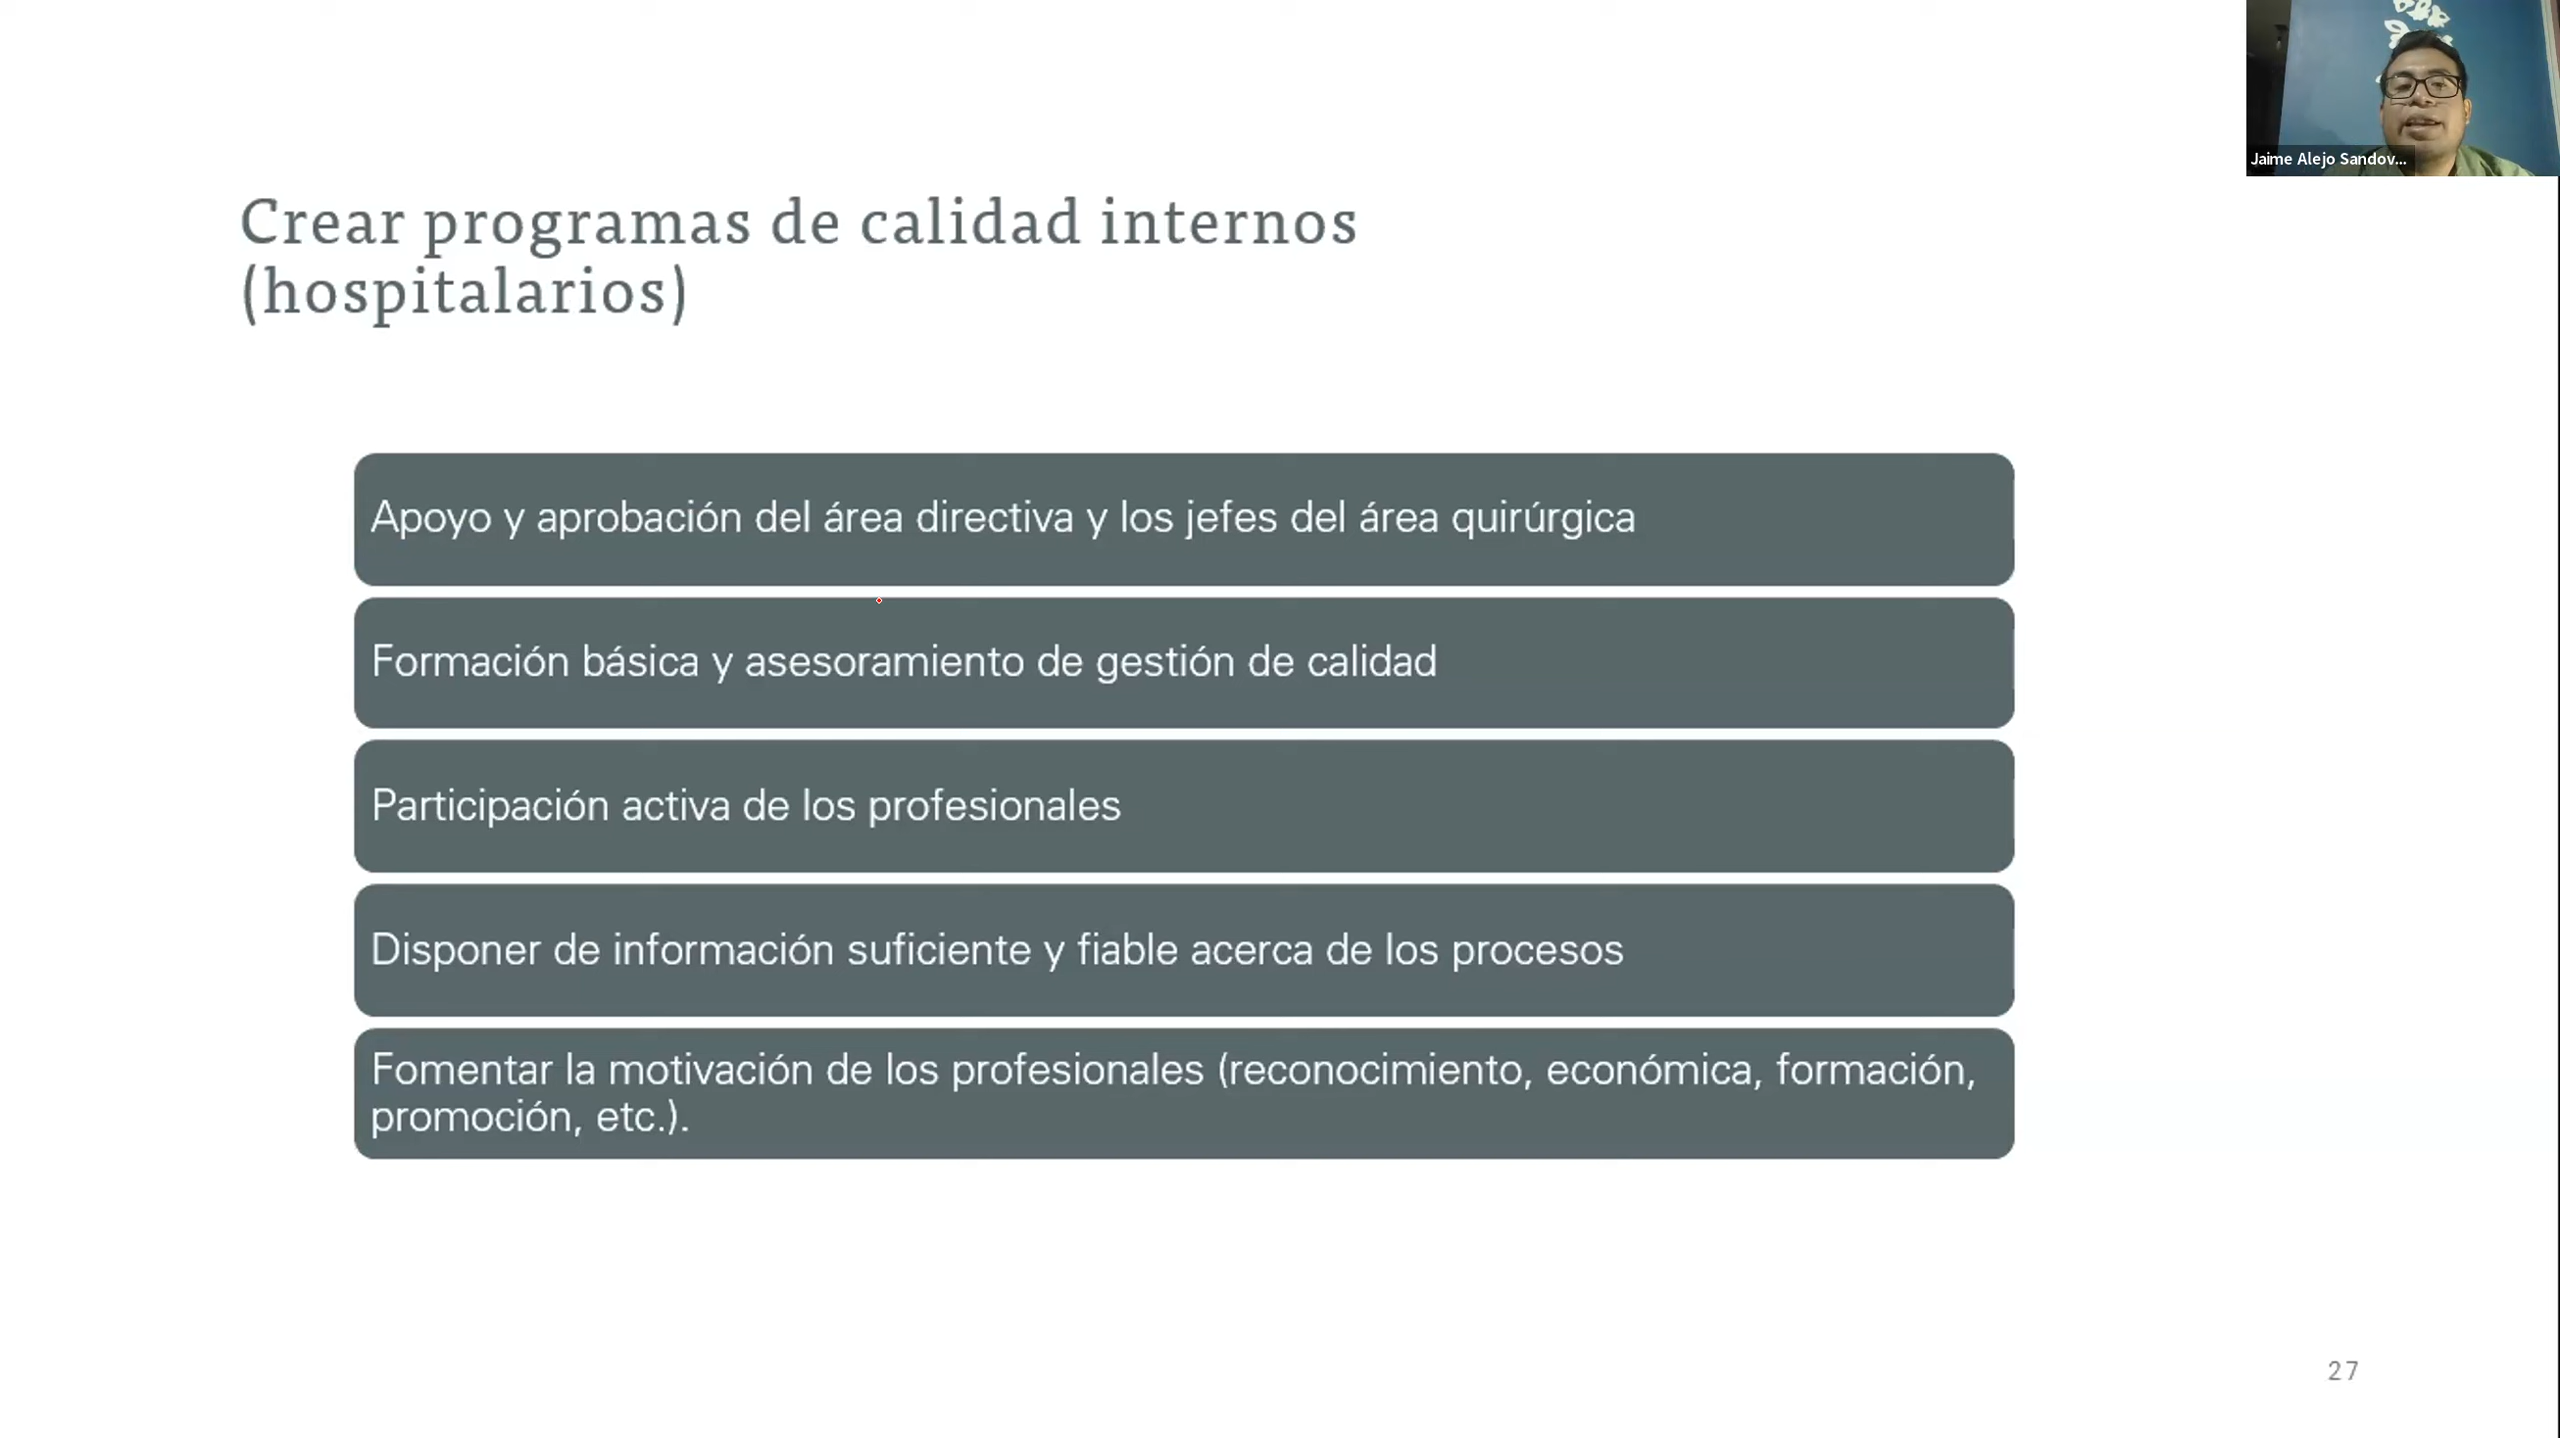 Jaime Alejo Sandov...
Crear programas de calidad internos
(hospitalarios)
Apoyo y aprobación del área directiva y los jefes del área quirúrgica
Formación básica y asesoramiento de gestión de calidad
Participación activa de los profesionales
Disponer de información suficiente y fiable acerca de los procesos
Fomentar la motivación de los profesionales (reconocimiento, económica, formación,
promoción, etc.).
27